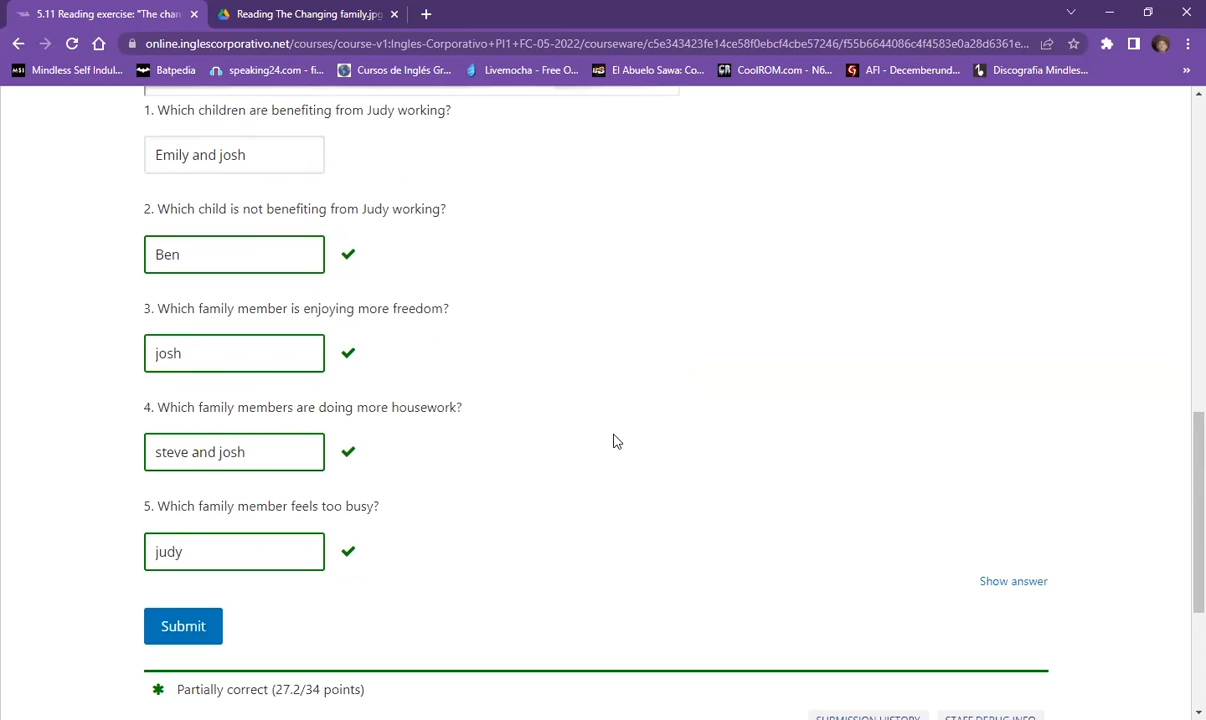 5.11 Reading exercise: "The chan
Reading The Changing family.jpg
online.inglescorporativo.net/courses/course-v1:Ingles-Corporativo+PI1+FC-05-2022/courseware/c5e343423fe14ce58f0ebcf4cbe57246/f55b6644086c4f4583e0a28d6361e...
Mindless Self Indul...
Batpedia
speaking24.com - fi...
Cursos de Inglés Gr...
Livemocha - Free O...
El Abuelo Sawa: Co...
CoolROM.com - N6...
AFI - Decemberund...
Discografia Mindles...
»
1. Which children are benefiting from Judy working?
Emily and josh
2. Which child is not benefiting from Judy working?
Ben
3. Which family member is enjoying more freedom?
josh
4. Which family members are doing more housework?
steve and josh
5. Which family member feels too busy?
judy
Show answer
Submit
Partially correct (27.2/34 points)
SUBMISSION HISTORY
STAFF DEBUG INFO